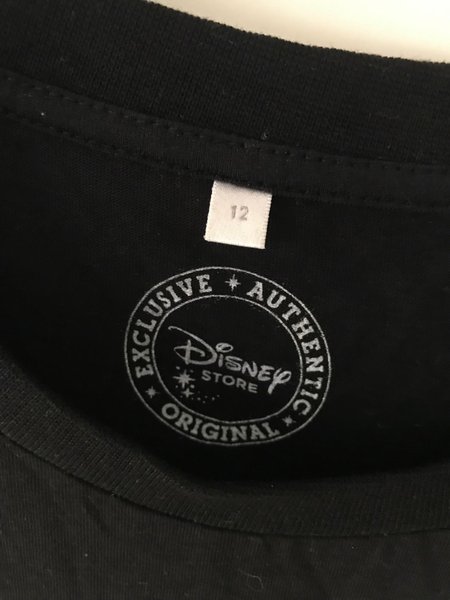 12
EXCLUSIVE * AUTHENTIC * ORIGINAL *
Disney
STORE